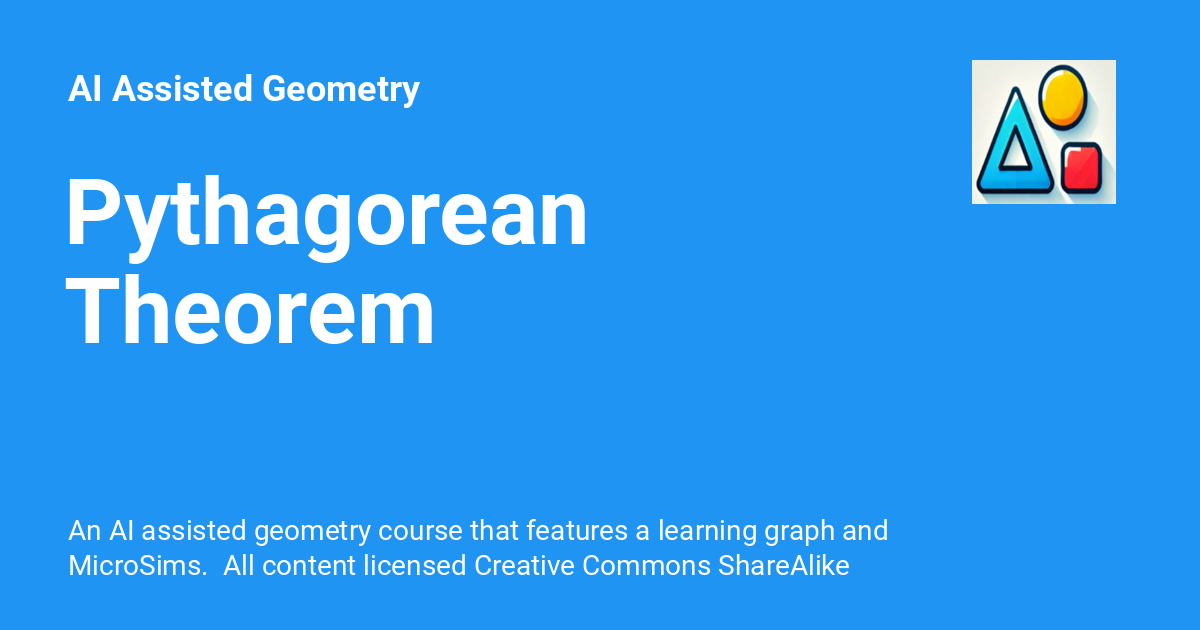 AI Assisted Geometry
Pythagorean
Theorem
An AI assisted geometry course that features a learning graph and
MicroSims.  All content licensed Creative Commons ShareAlike